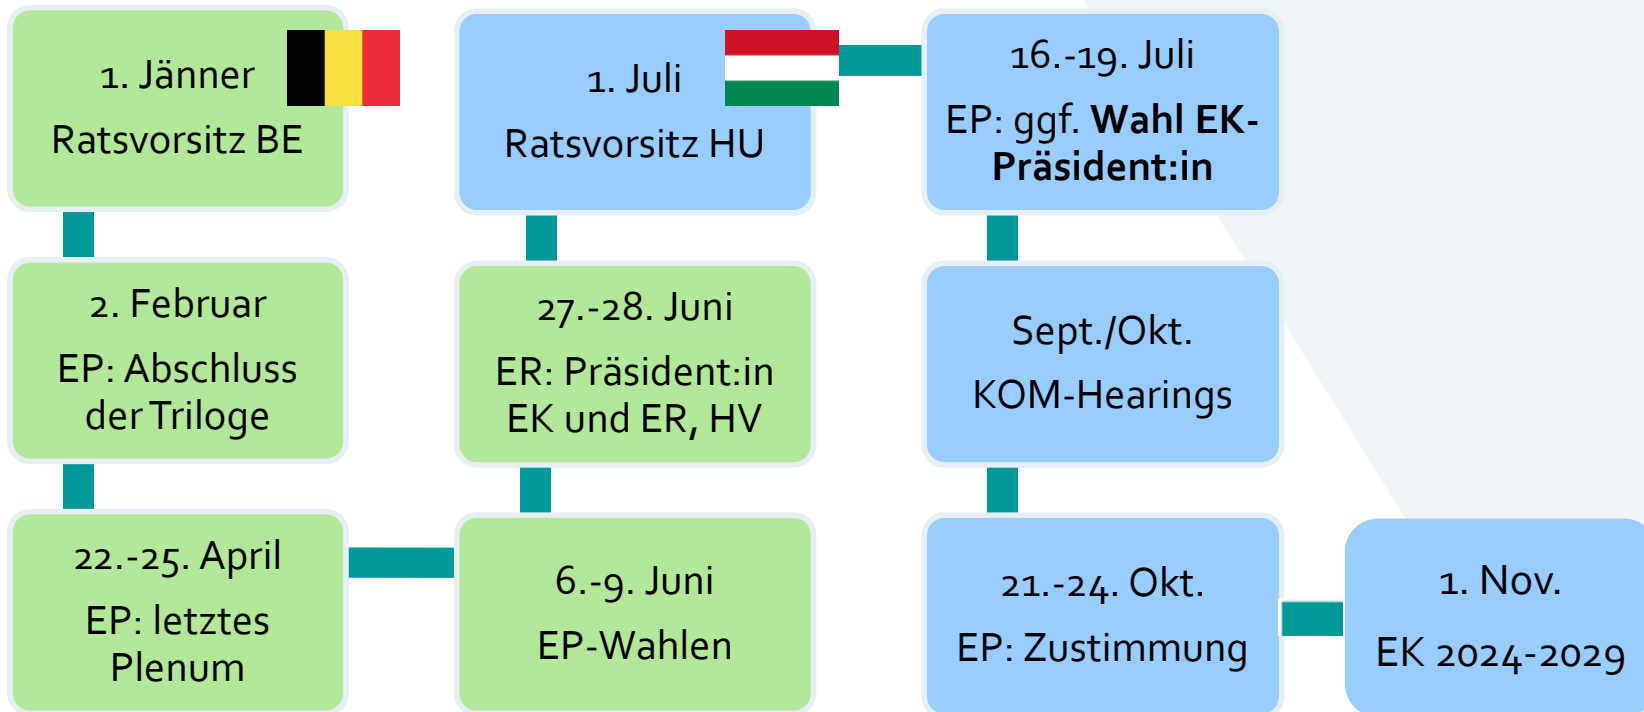 1. Jänner
Ratsvorsitz BE
2. Februar
EP: Abschluss
der Triloge
22.-25. April
EP: letztes
Plenum
6.-9. Juni
EP-Wahlen
27.-28. Juni
ER: Präsident:in
EK und ER, HV
1. Juli
Ratsvorsitz HU
16.-19. Juli
EP: ggf. Wahl EK-
Präsident:in
Sept./Okt.
KOM-Hearings
21.-24. Okt.
EP: Zustimmung
1. Nov.
EK 2024-2029